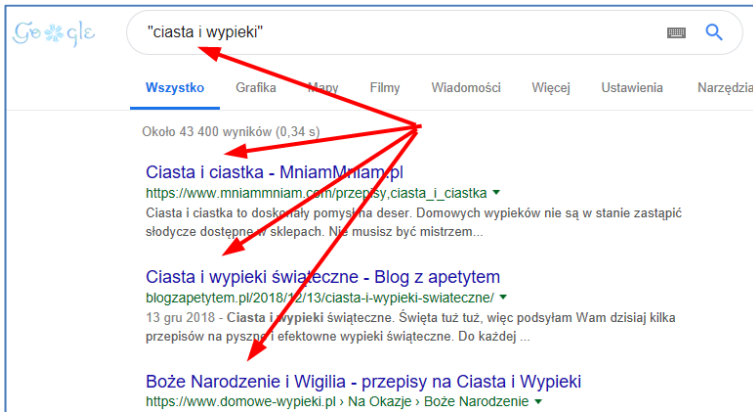 Google
"ciasta i wypieki"
Wszystko Grafika Mapy Filmy Wiadomości Więcej Ustawienia Narzędzia
Około 43 400 wyników (0,34 s)
Ciasta i ciastka - MniamMniam.pl
https://www.mniammniam.com/przepisy,ciasta_i_ciastka
Ciasta i ciastka to doskonały pomysł na deser. Domowych wypieków nie są w stanie zastąpić
słodycze dostępne w sklepach. Nie musisz być mistrzem...
Ciasta i wypieki świąteczne - Blog z apetytem
blogzapetytem.pl/2018/12/13/ciasta-i-wypieki-swiateczne/
13 gru 2018 - Ciasta i wypieki świąteczne. Święta tuż tuż, więc podsyłam Wam dzisiaj kilka
przepisów na pyszne i efektowne wypieki świąteczne. Do każdej ...
Boże Narodzenie i Wigilia - przepisy na Ciasta i Wypieki
https://www.domowe-wypieki.pl › Na Okazje › Boże Narodzenie